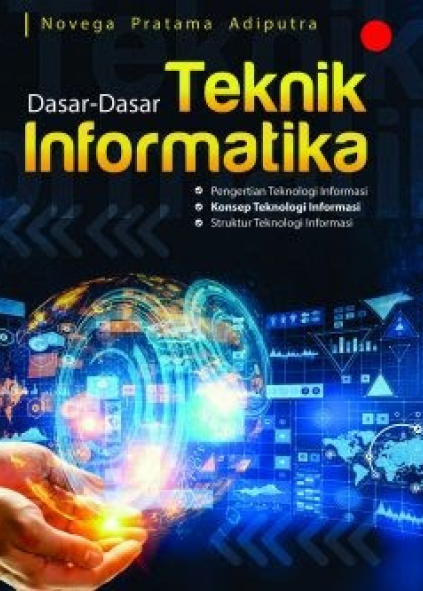 Novega Pratama Adiputra
Dasar-Dasar Teknik
Informatika
Pengertian Teknologi Informasi
Konsep Teknologi Informasi
Struktur Teknologi Informasi